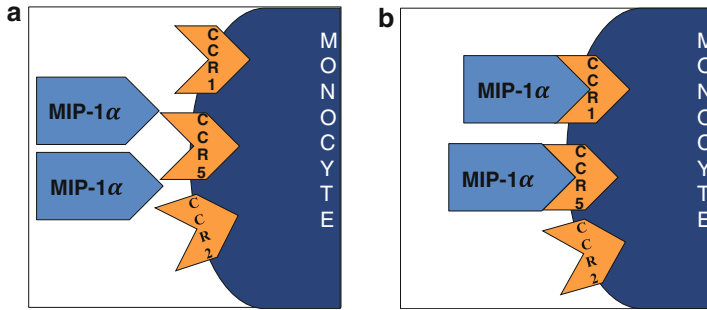 a
CCR1
MIP-1α
CCR5
MIP-1α
CCR2
MONOCYTE
b
CCR1
MIP-1α
CCR5
MIP-1α
CCR2
MONOCYTE